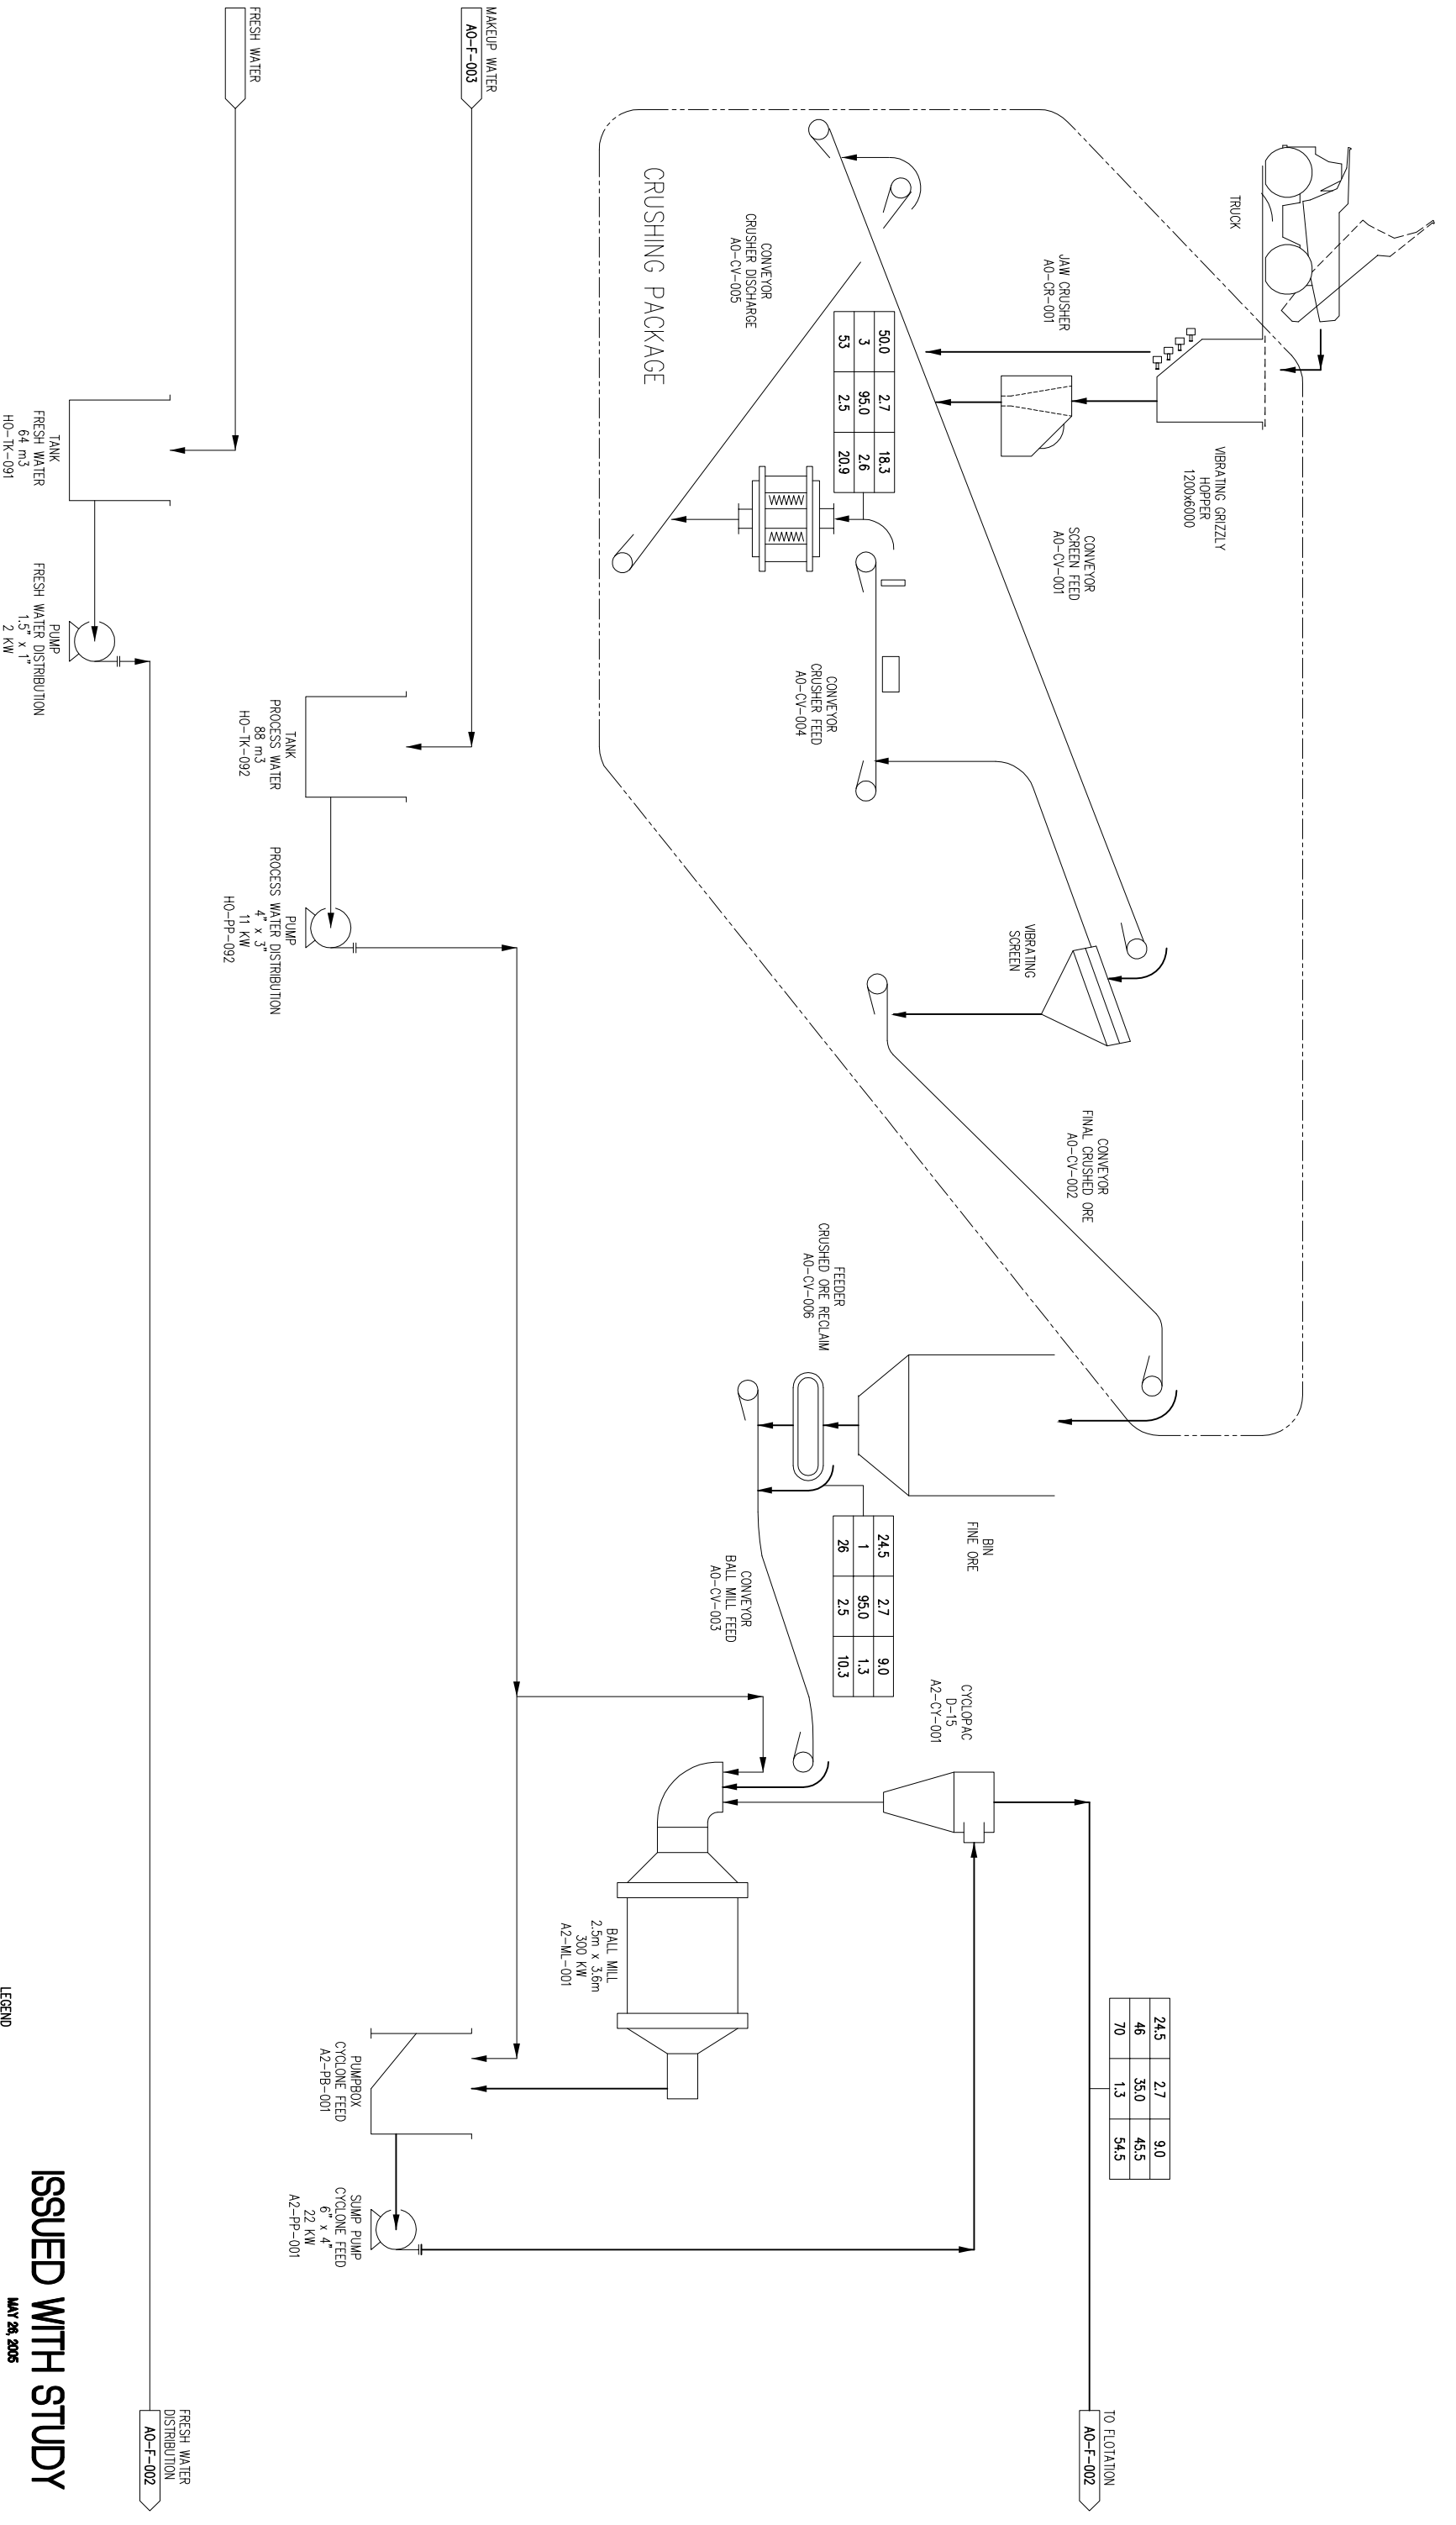 TRUCK
VIBRATING GRIZZLY
HOPPER
1200x6000
JAW CRUSHER
AO-CR-001
CONVEYOR
SCREEN FEED
AO-CV-001
VIBRATING
SCREEN
CONVEYOR
FINAL CRUSHED ORE
AO-CV-002
50.0 2.7 18.3
3 95.0 2.6
53 2.5 20.9
CONVEYOR
CRUSHER DISCHARGE
AO-CV-005
CONVEYOR
CRUSHER FEED
AO-CV-004
CRUSHING PACKAGE
BIN
FINE ORE
FEEDER
CRUSHED ORE RECLAIM
AO-CV-006
24.5 2.7 9.0
1 95.0 1.3
26 2.5 10.3
CONVEYOR
BALL MILL FEED
AO-CV-003
CYCLOPAC
D-15
A2-CY-001
24.5 2.7 9.0
46 35.0 45.5
70 1.3 54.5
TO FLOTATION
AO-F-002
BALL MILL
2.5m x 3.6m
300 KW
A2-ML-001
MAKEUP WATER
AO-F-003
TANK
PROCESS WATER
88 m3
HO-TK-092
PUMP
PROCESS WATER DISTRIBUTION
4" x 3"
11 KW
HO-PP-092
PUMPBOX
CYCLONE FEED
A2-PB-001
SUMP PUMP
CYCLONE FEED
6" x 4"
22 KW
A2-PP-001
FRESH WATER
TANK
FRESH WATER
64 m3
HO-TK-091
PUMP
FRESH WATER DISTRIBUTION
1.5" x 1"
2 KW
FRESH WATER
DISTRIBUTION
AO-F-002
LEGEND
ISSUED WITH STUDY
MAY 26, 2005